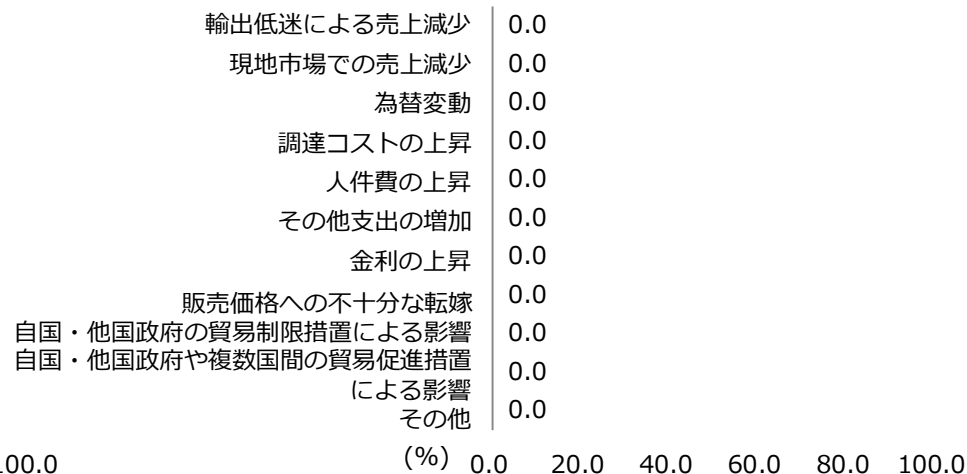 輸出低迷による売上減少 0.0
現地市場での売上減少 0.0
為替変動 0.0
調達コストの上昇 0.0
人件費の上昇 0.0
その他支出の増加 0.0
金利の上昇 0.0
販売価格への不十分な転嫁 0.0
自国・他国政府の貿易制限措置による影響 0.0
自国・他国政府や複数国間の貿易促進措置
による影響 0.0
その他 0.0
100.0 (%) 0.0 20.0 40.0 60.0 80.0 100.0